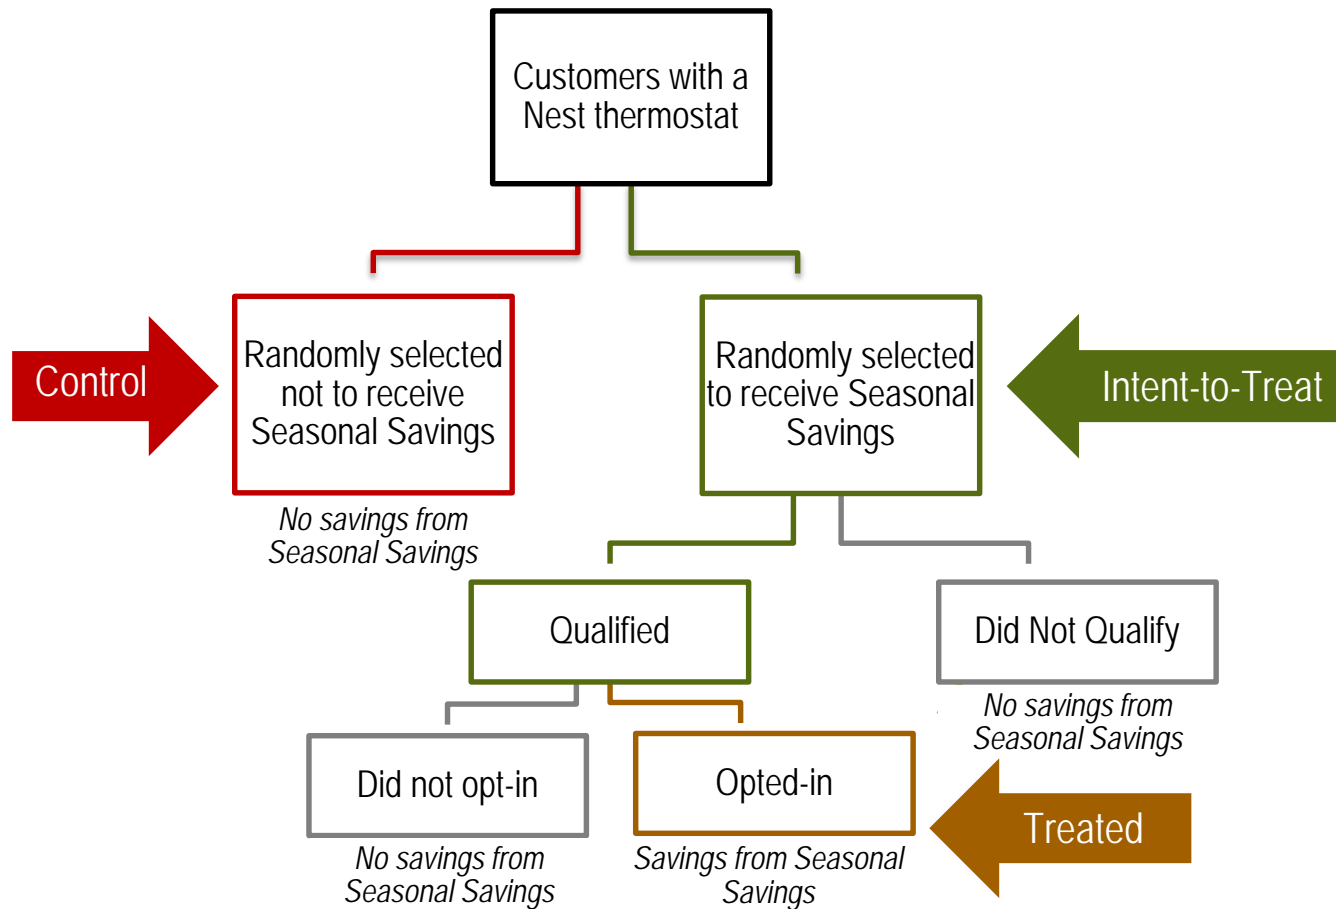 Customers with a
Nest thermostat
Control
Randomly selected
not to receive
Seasonal Savings
Randomly selected
to receive Seasonal
Savings
Intent-to-Treat
No savings from
Seasonal Savings
Qualified
Did Not Qualify
No savings from
Seasonal Savings
Did not opt-in
Opted-in
Treated
No savings from
Seasonal Savings
Savings from Seasonal
Savings